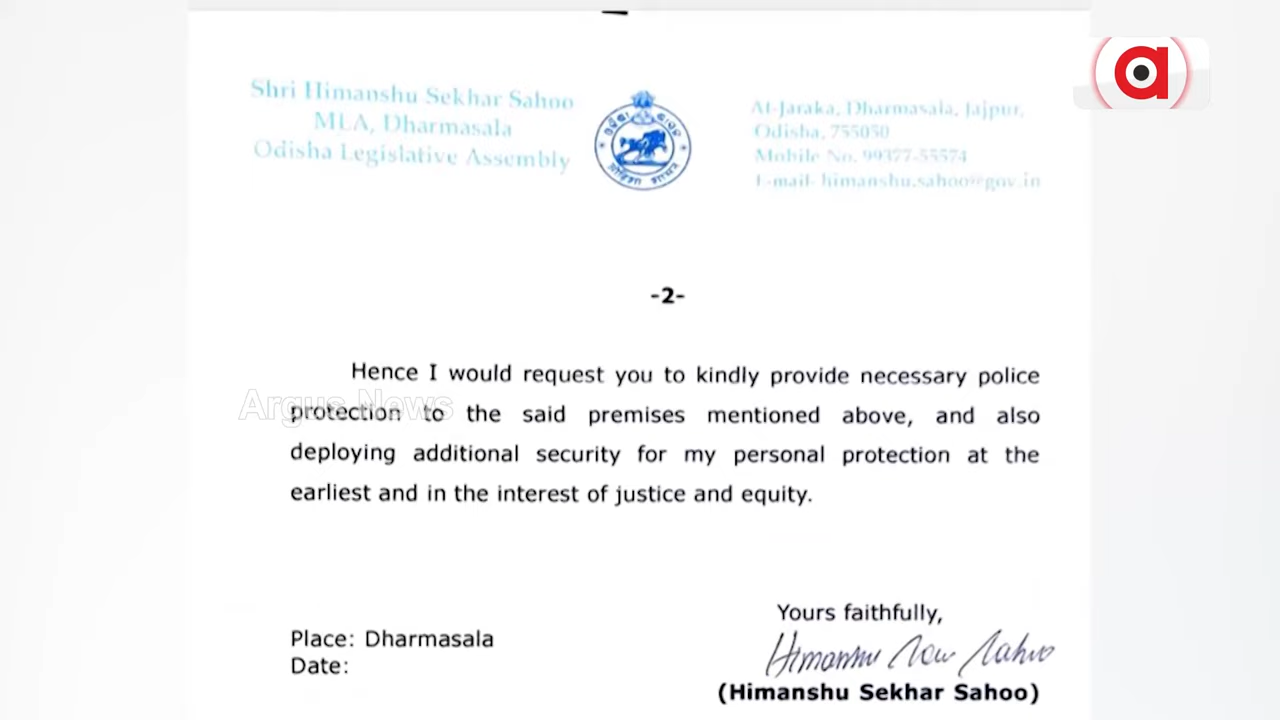 Shri Himanshu Sekhar Sahoo
MLA, Dharmasala
Odisha Legislative Assembly
At-Jaraka, Dharmasala, Jajpur,
Odisha, 755050
Mobile No. 99377-55574
E-mail- himanshu.sahoo@gov.in
a
-2-
Hence I would request you to kindly provide necessary police
protection to the said premises mentioned above, and also
deploying additional security for my personal protection at the
earliest and in the interest of justice and equity.
Argus News
Yours faithfully,
Place: Dharmasala
Date:
Himanshu Sahoo
(Himanshu Sekhar Sahoo)